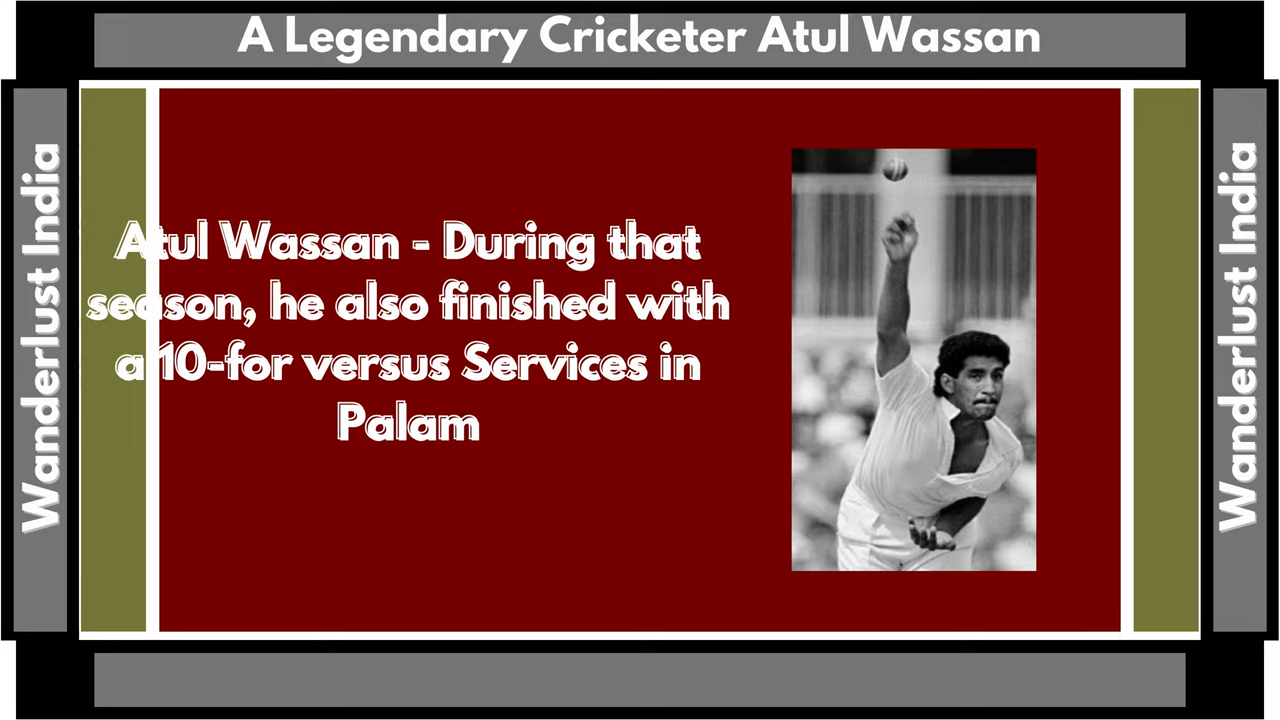 A Legendary Cricketer Atul Wassan
Wanderlust India
Atul Wassan - During that
season, he also finished with
a 10-for versus Services in
Palam
Wanderlust India